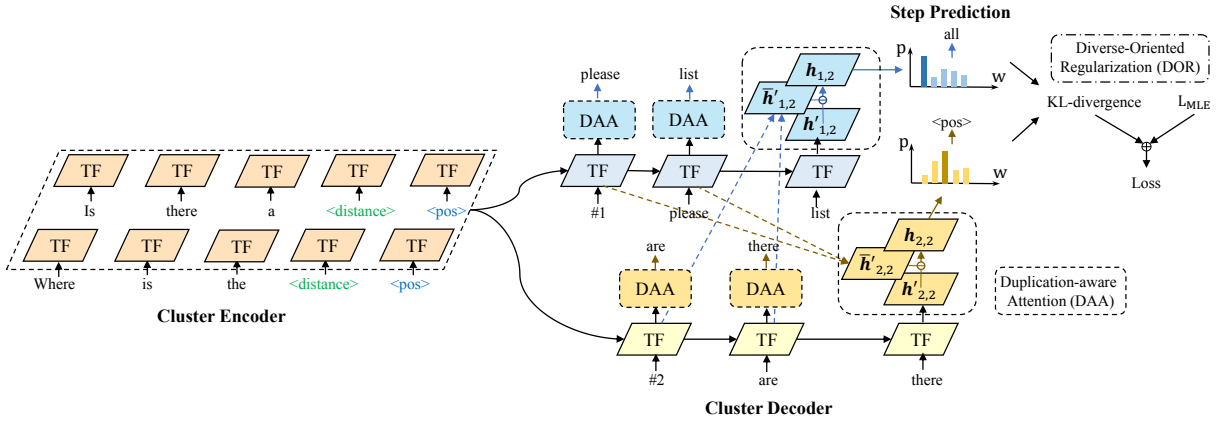 Step Prediction
all
p
w
Diverse-Oriented
Regularization (DOR)
please
list
h₁,₂
h̄'₁,₂
h'₁,₂
DAA
DAA
KL-divergence
L_MLE
<pos>
p
w
Loss
TF
TF
TF
TF
TF
Is
there
a
<distance>
<pos>
TF
TF
TF
#1
please
list
TF
TF
TF
TF
TF
Where
is
the
<distance>
<pos>
Cluster Encoder
are
there
h₂,₂
h̄'₂,₂
h'₂,₂
DAA
DAA
Duplication-aware
Attention (DAA)
TF
TF
TF
#2
are
there
Cluster Decoder